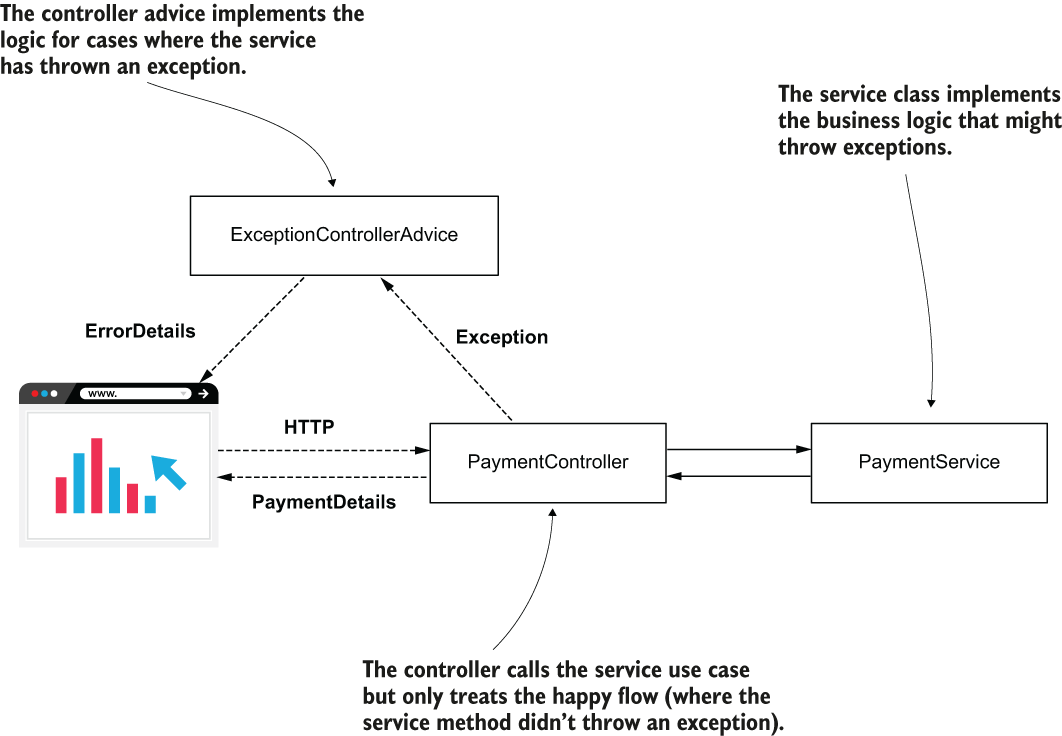 The controller advice implements the
logic for cases where the service
has thrown an exception.
The service class implements
the business logic that might
throw exceptions.
ExceptionControllerAdvice
ErrorDetails
Exception
www.
HTTP
PaymentController
PaymentService
PaymentDetails
The controller calls the service use case
but only treats the happy flow (where the
service method didn’t throw an exception).